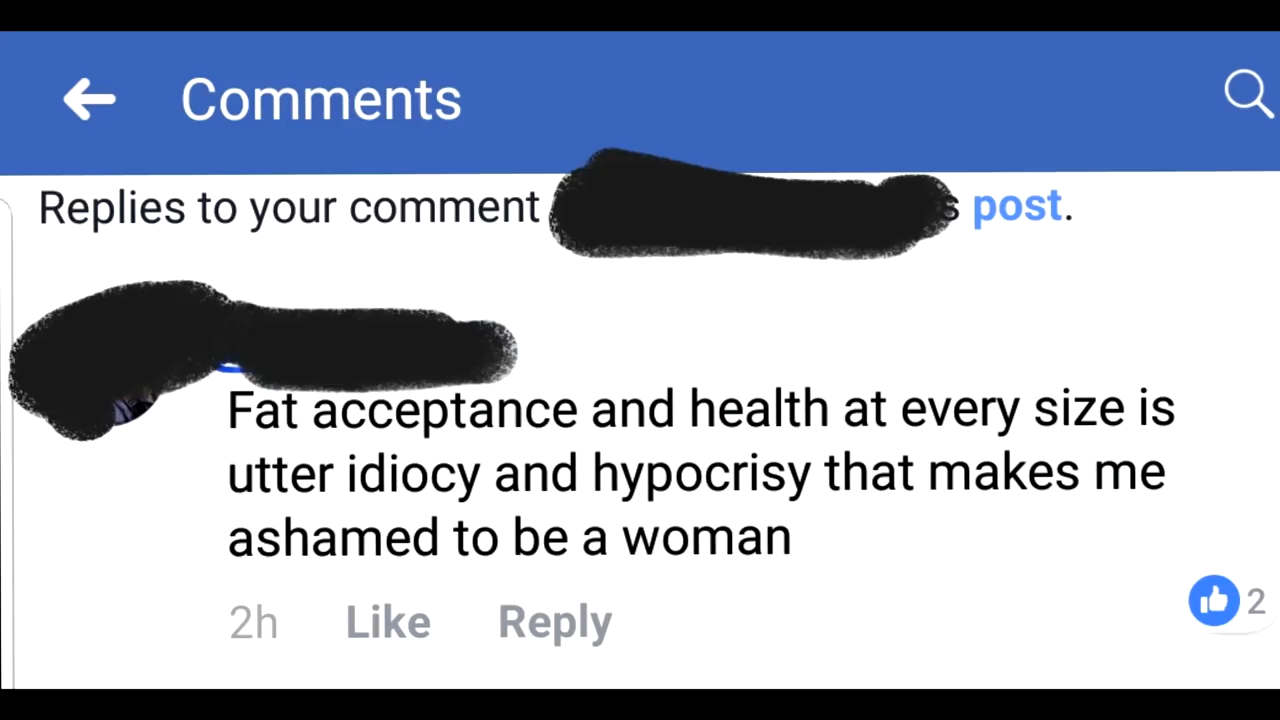 Comments
Replies to your comment s post.
Fat acceptance and health at every size is
utter idiocy and hypocrisy that makes me
ashamed to be a woman
2h Like Reply 2